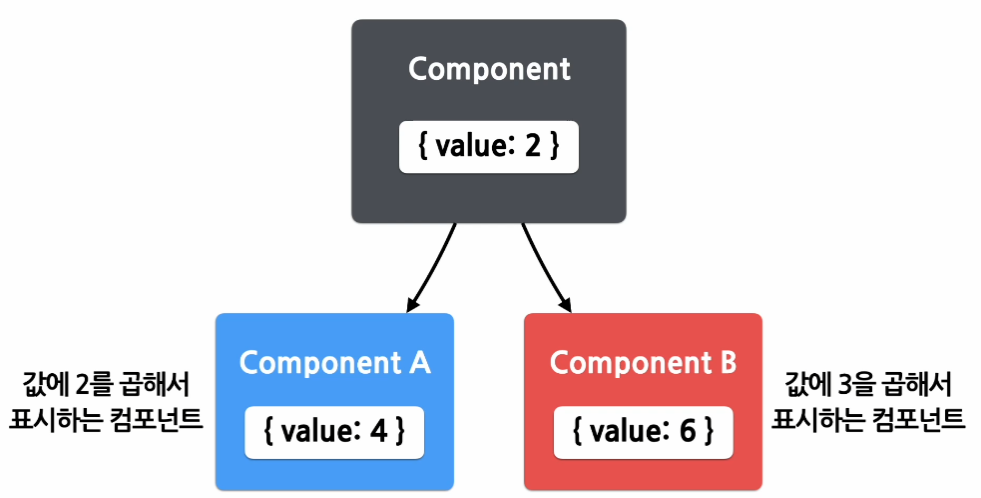 Component
{ value: 2 }
Component A
{ value: 4 }
값에 2를 곱해서
표시하는 컴포넌트
Component B
{ value: 6 }
값에 3을 곱해서
표시하는 컴포넌트